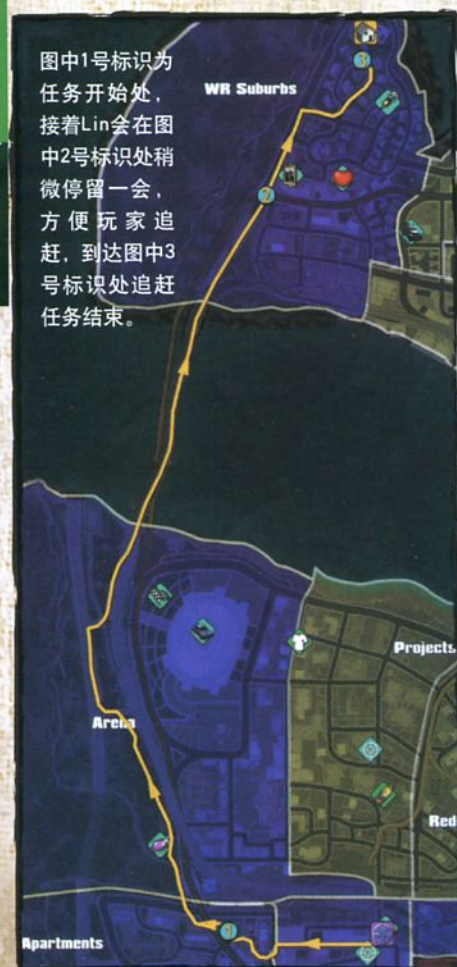 图中1号标识为
任务开始处，
接着Lin会在图
中2号标识处稍
微停留一会，
方便玩家追
赶，到达图中3
号标识处追赶
任务结束。
WR Suburbs
3
2
Projects
Arena
Red
1
Apartments